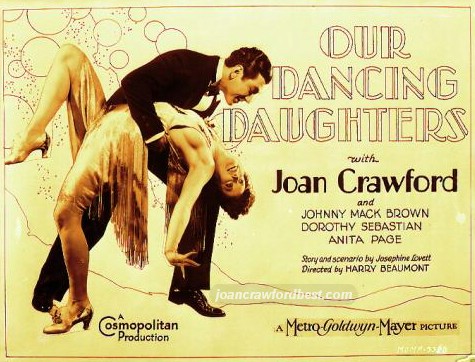 OUR
DANCING
DAUGHTERS
with
Joan Crawford
and
JOHNNY MACK BROWN
DOROTHY SEBASTIAN
ANITA PAGE
Story and scenario by Josephine Lovett
Directed by HARRY BEAUMONT
joancrawfordbest.com
A
Cosmopolitan
Production
A Metro-Goldwyn-Mayer PICTURE